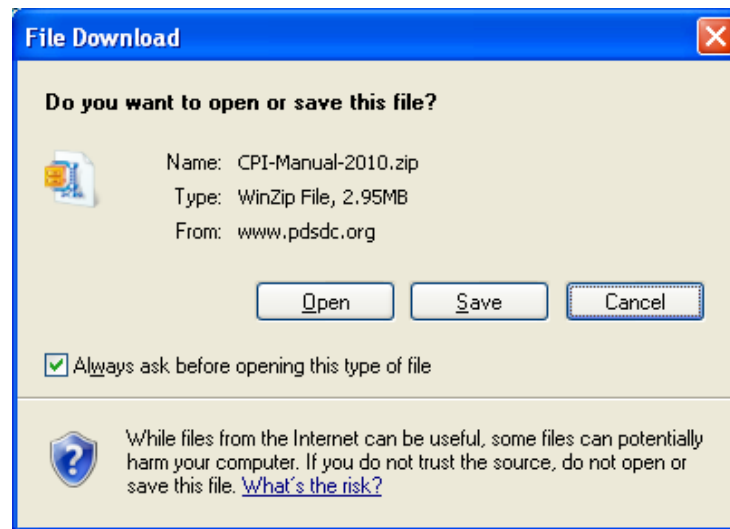 File Download
Do you want to open or save this file?
Name: CPI-Manual-2010.zip
Type: WinZip File, 2.95MB
From: www.pdsdc.org
Open Save Cancel
Always ask before opening this type of file
While files from the Internet can be useful, some files can potentially
harm your computer. If you do not trust the source, do not open or
save this file. What's the risk?